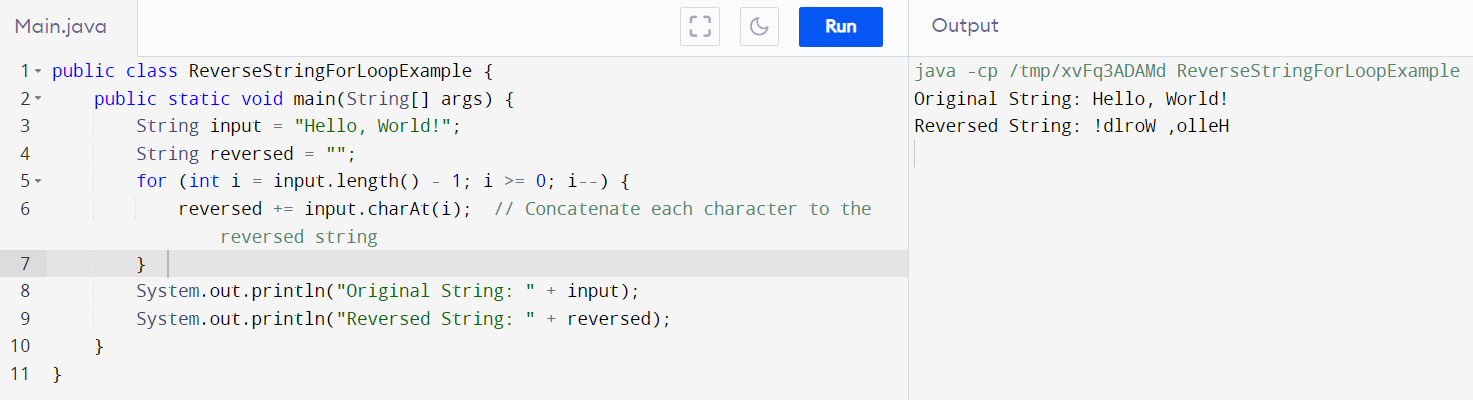 Main.java
Run
Output
1 public class ReverseStringForLoopExample {
2 public static void main(String[] args) {
3 String input = "Hello, World!";
4 String reversed = "";
5 for (int i = input.length() - 1; i >= 0; i--) {
6 reversed += input.charAt(i);  // Concatenate each character to the
reversed string
7 }
8 System.out.println("Original String: " + input);
9 System.out.println("Reversed String: " + reversed);
10 }
11 }
java -cp /tmp/xvFq3ADAMd ReverseStringForLoopExample
Original String: Hello, World!
Reversed String: !dlroW ,olleH